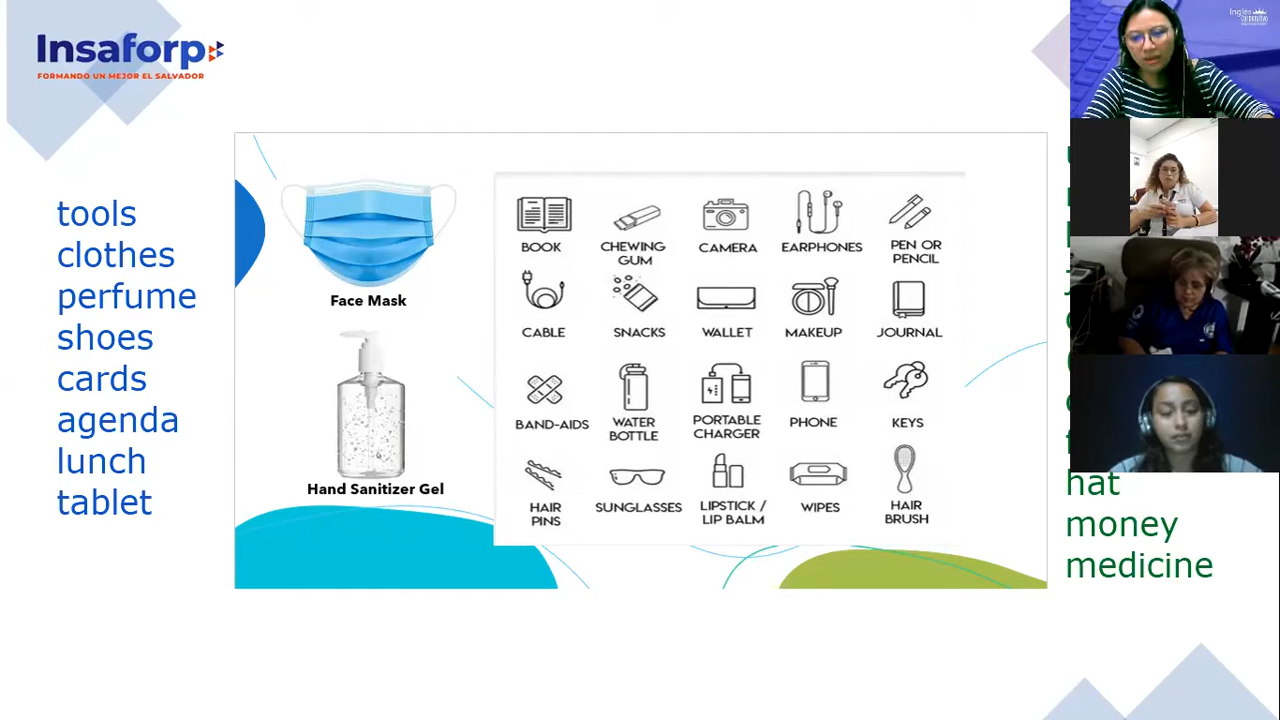 Insaforp
FORMANDO UN MEJOR EL SALVADOR
tools
clothes
perfume
shoes
cards
agenda
lunch
tablet
Face Mask
Hand Sanitizer Gel
BOOK
CHEWING
GUM
CAMERA
EARPHONES
PEN OR
PENCIL
CABLE
SNACKS
WALLET
MAKEUP
JOURNAL
BAND-AIDS
WATER
BOTTLE
PORTABLE
CHARGER
PHONE
KEYS
HAIR
PINS
SUNGLASSES
LIPSTICK /
LIP BALM
WIPES
HAIR
BRUSH
hat
money
medicine